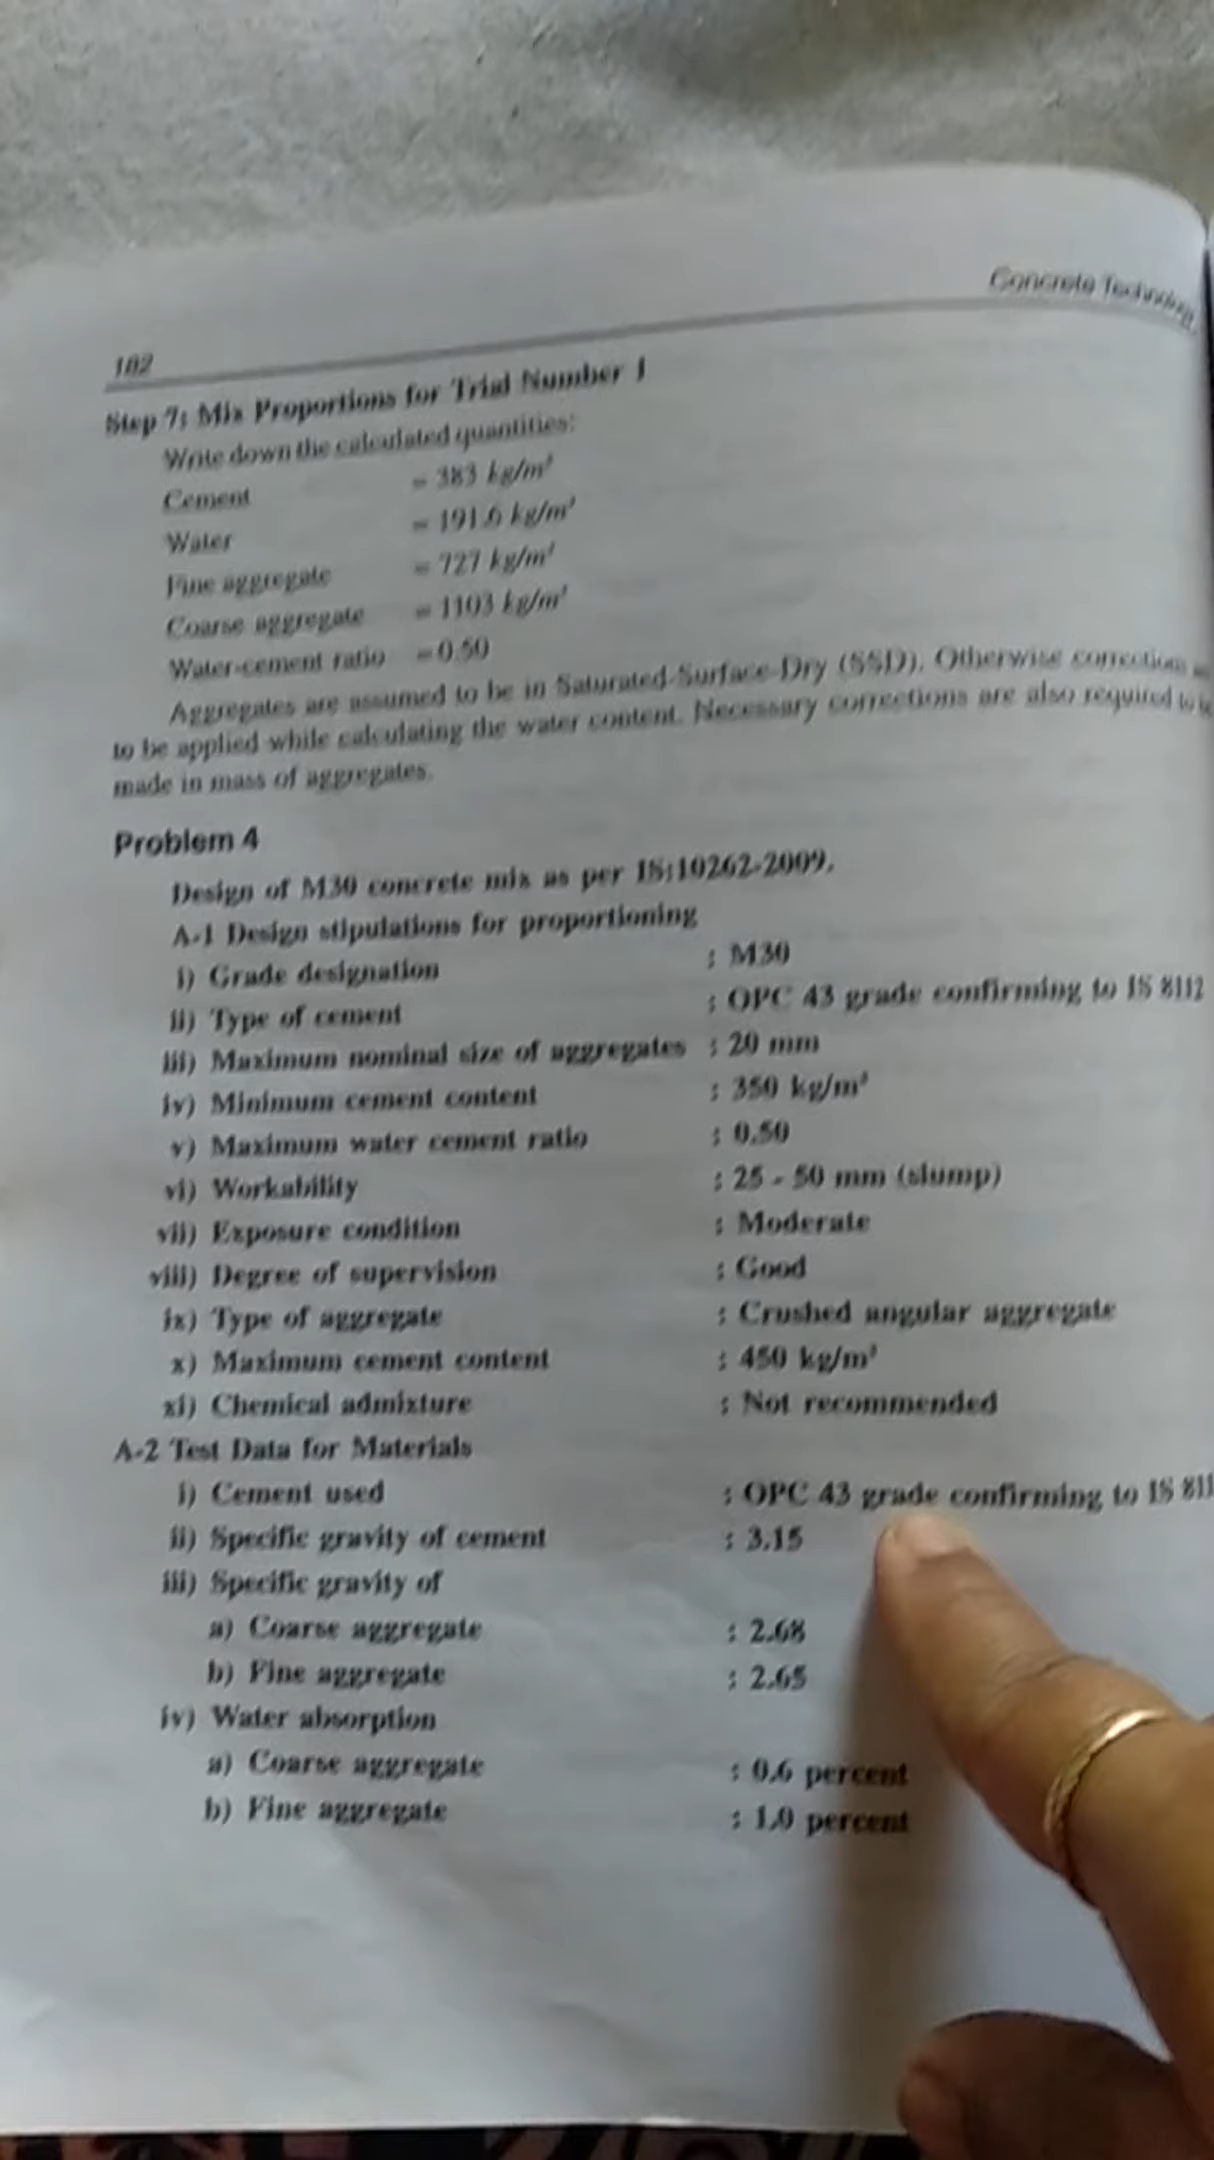 Concrete Technology
182
Step 7: Mix Proportions for Trial Number 1
Write down the calculated quantities:
Cement = 383 kg/m³
Water = 191.6 kg/m³
Fine aggregate = 727 kg/m³
Coarse aggregate = 1103 kg/m³
Water-cement ratio = 0.50
Aggregates are assumed to be in Saturated-Surface-Dry (SSD). Otherwise corrections
to be applied while calculating the water content. Necessary corrections are also required to
made in mass of aggregates.
Problem 4
Design of M30 concrete mix as per IS:10262-2009.
A-1 Design stipulations for proportioning
i) Grade designation : M30
ii) Type of cement : OPC 43 grade confirming to IS 8112
iii) Maximum nominal size of aggregates : 20 mm
iv) Minimum cement content : 350 kg/m³
v) Maximum water cement ratio : 0.50
vi) Workability : 25 - 50 mm (slump)
vii) Exposure condition : Moderate
viii) Degree of supervision : Good
ix) Type of aggregate : Crushed angular aggregate
x) Maximum cement content : 450 kg/m³
xi) Chemical admixture : Not recommended
A-2 Test Data for Materials
i) Cement used : OPC 43 grade confirming to IS 811
ii) Specific gravity of cement : 3.15
iii) Specific gravity of
a) Coarse aggregate : 2.68
b) Fine aggregate : 2.65
iv) Water absorption
a) Coarse aggregate : 0.6 percent
b) Fine aggregate : 1.0 percent